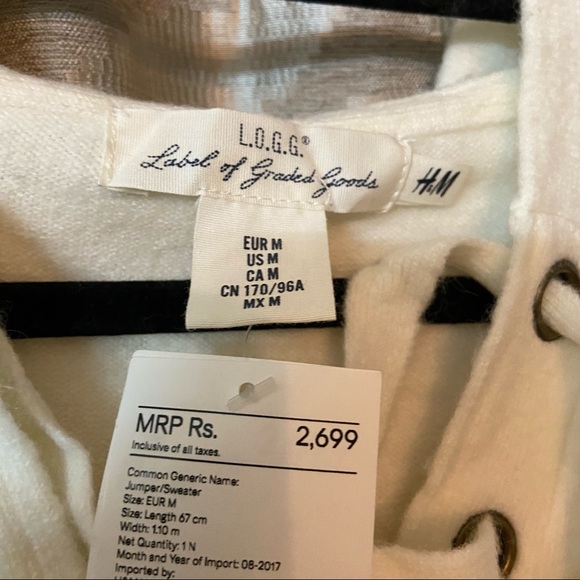 L.O.G.G.®
Label of Graded Goods
H&M
EUR M
US M
CA M
CN 170/96A
MX M
MRP Rs. 2,699
Inclusive of all taxes.
Common Generic Name:
Jumper/Sweater
Size: EUR M
Size: Length 67 cm
Width: 1.10 m
Net Quantity: 1 N
Month and Year of Import: 08-2017
Imported by: